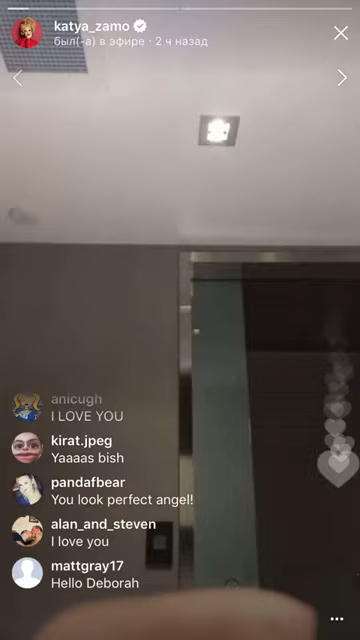 katya_zamo
был(-а) в эфире · 2 ч назад
anicugh
I LOVE YOU
kirat.jpeg
Yaaaas bish
pandafbear
You look perfect angel!
alan_and_steven
I love you
mattgray17
Hello Deborah